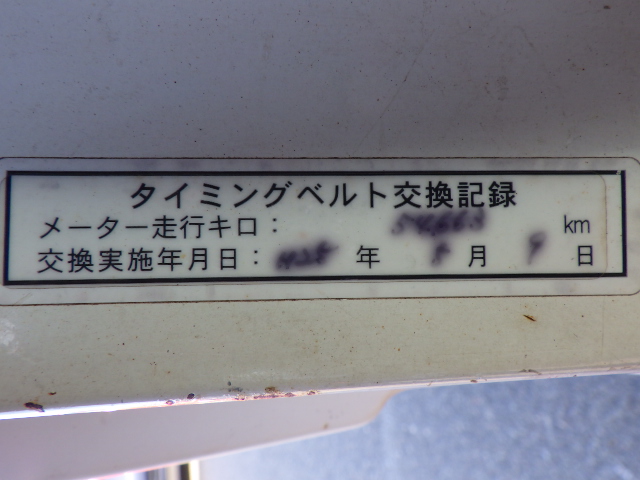 タイミングベルト交換記録
メーター走行キロ： km
交換実施年月日： 年 月 9 日